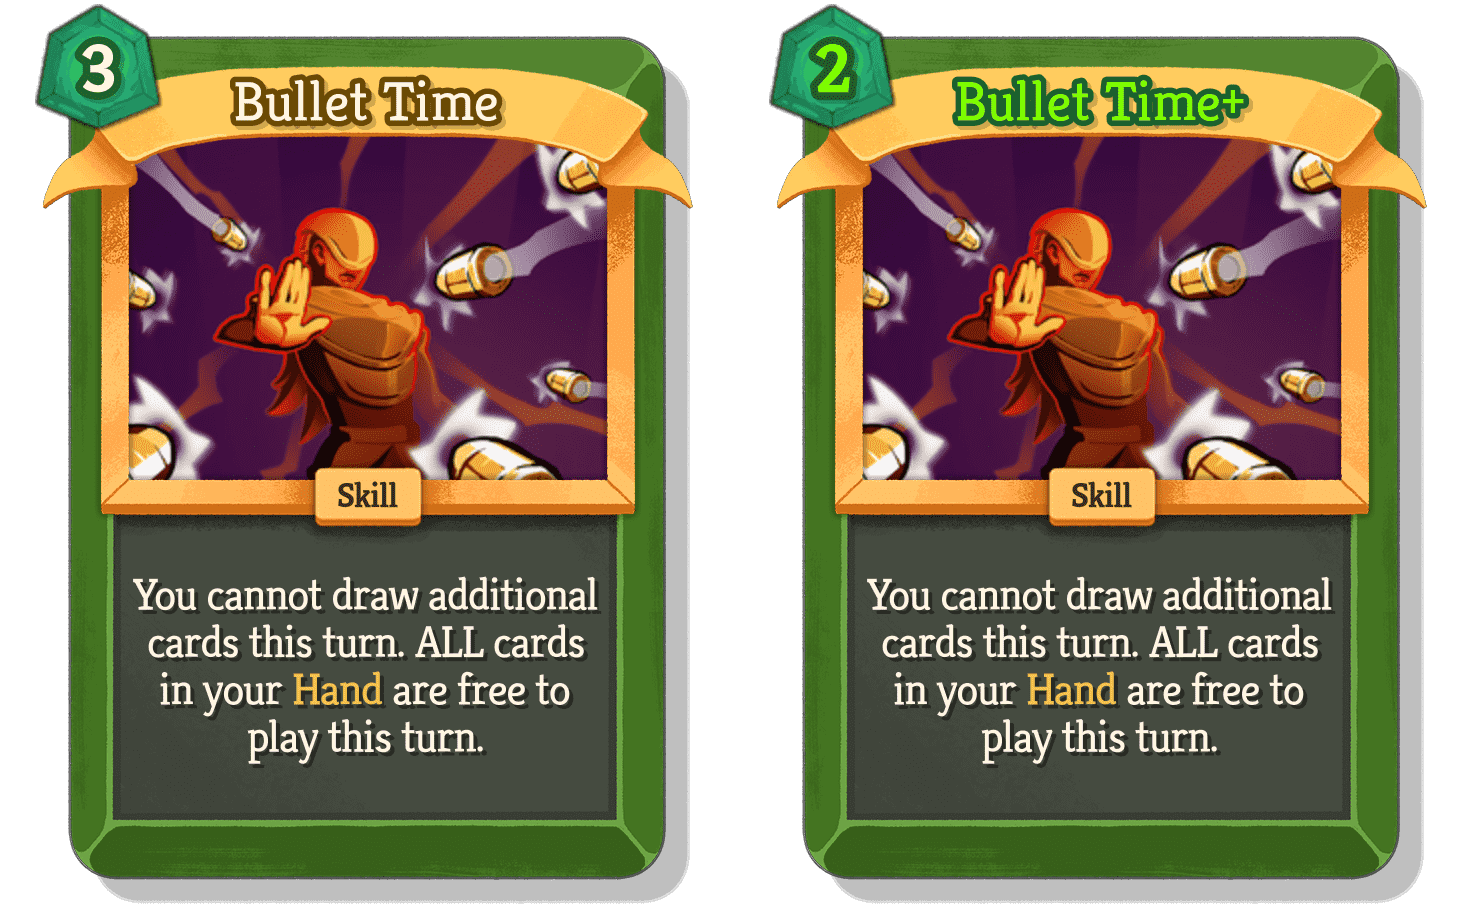 3
Bullet Time
Skill
You cannot draw additional
cards this turn. ALL cards
in your Hand are free to
play this turn.
2
Bullet Time+
Skill
You cannot draw additional
cards this turn. ALL cards
in your Hand are free to
play this turn.